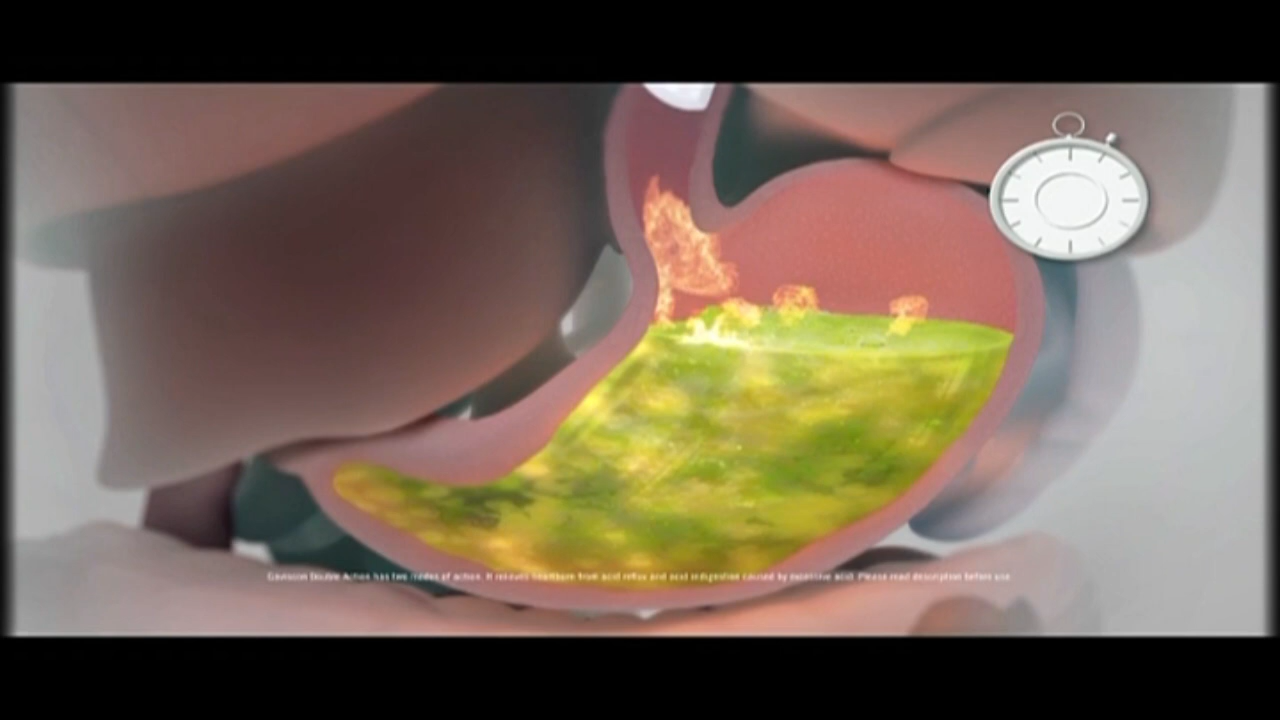 Gaviscon Double Action has two modes of action. It relieves heartburn from acid reflux and acid indigestion caused by excessive acid. Please read description before use